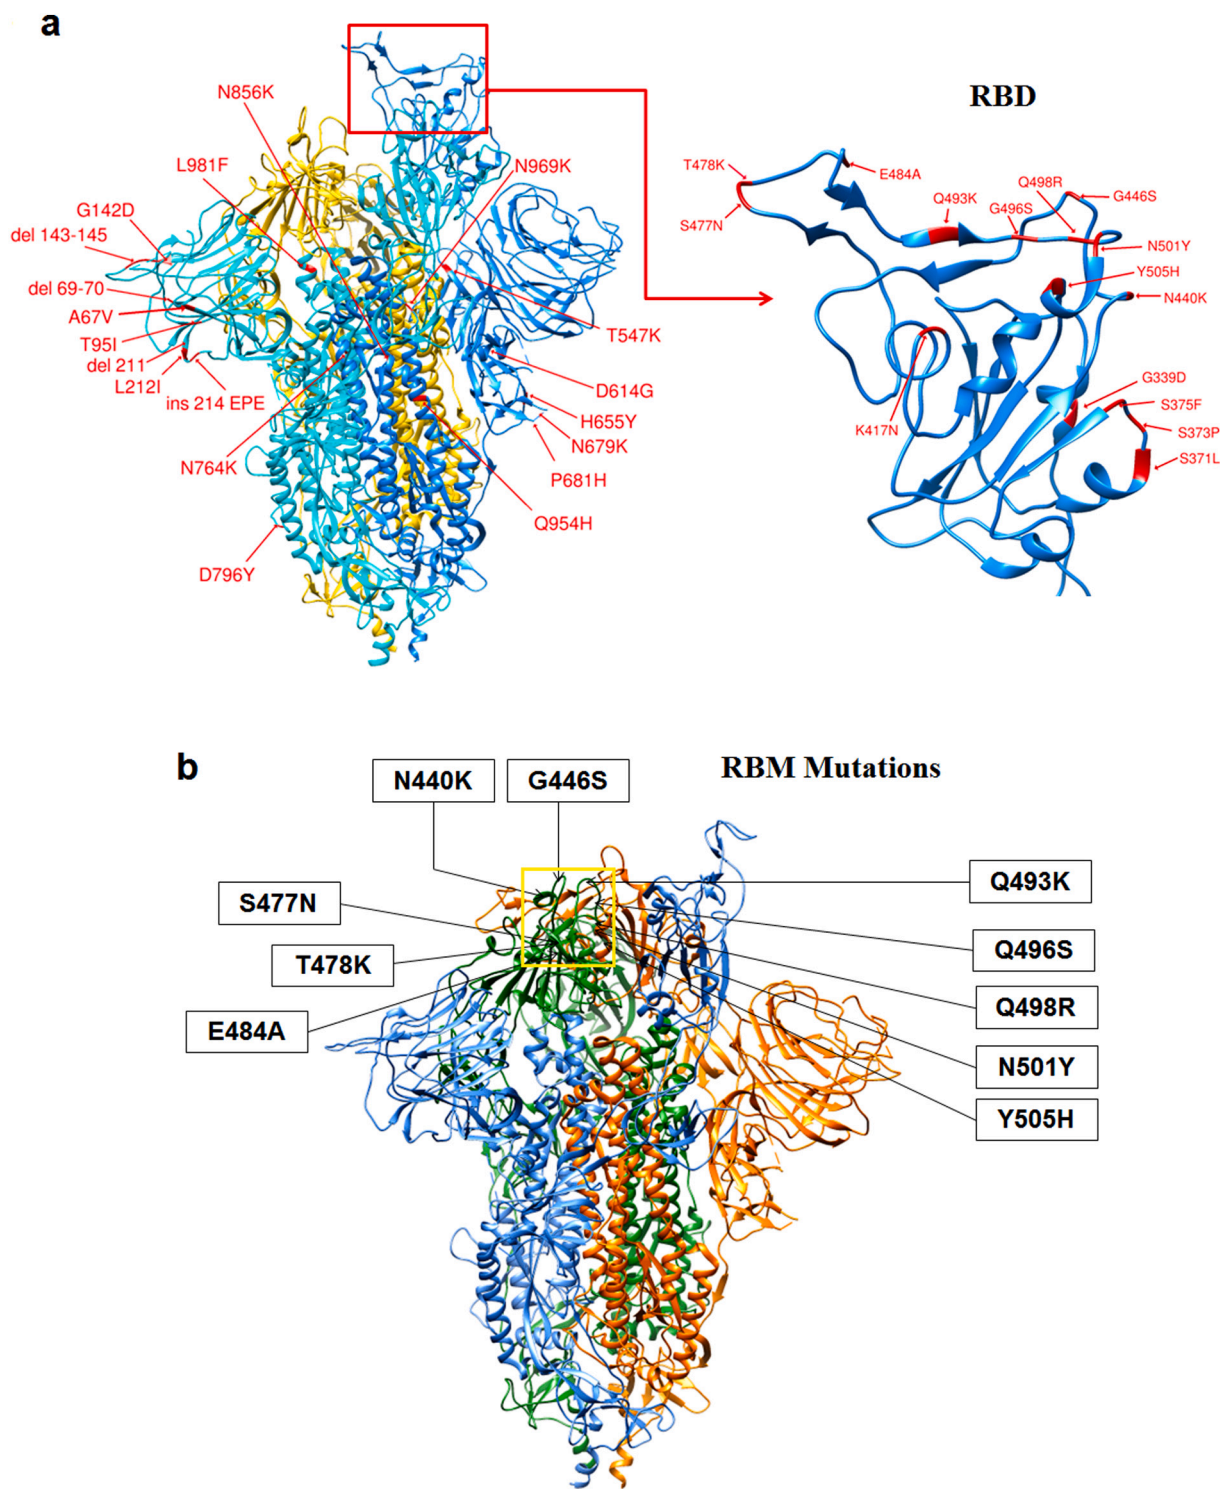 a
N856K
L981F
N969K
G142D
del 143-145
del 69-70
A67V
T95I
del 211
L212I
ins 214 EPE
N764K
D796Y
T547K
D614G
H655Y
N679K
P681H
Q954H
RBD
T478K
E484A
S477N
Q493K
Q498R
G496S
G446S
N501Y
Y505H
N440K
K417N
G339D
S375F
S373P
S371L
b
RBM Mutations
N440K
G446S
S477N
T478K
E484A
Q493K
Q496S
Q498R
N501Y
Y505H